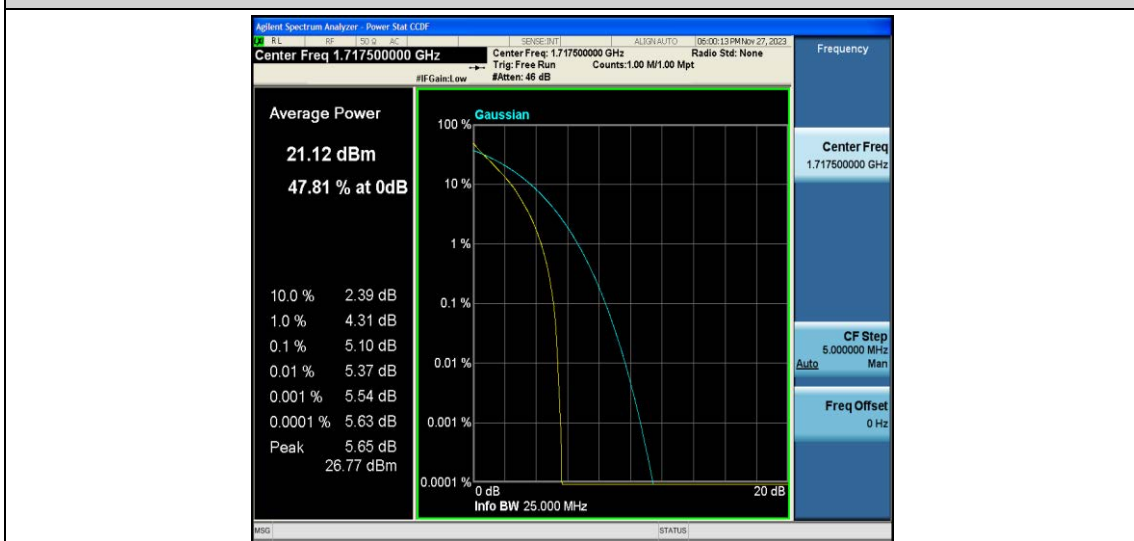 Agilent Spectrum Analyzer - Power Stat CCDF
RL RF 50 Ω AC SENSE:INT ALIGN AUTO 06:00:13 PM Nov 27, 2023
Center Freq 1.717500000 GHz
Center Freq: 1.717500000 GHz Radio Std: None
Trig: Free Run Counts:1.00 M/1.00 Mpt
#IFGain:Low #Atten: 46 dB
Frequency
Average Power
21.12 dBm
47.81 % at 0dB
10.0 % 2.39 dB
1.0 % 4.31 dB
0.1 % 5.10 dB
0.01 % 5.37 dB
0.001 % 5.54 dB
0.0001 % 5.63 dB
Peak 5.65 dB
26.77 dBm
Gaussian
100 %
10 %
1 %
0.1 %
0.01 %
0.001 %
0.0001 %
0 dB 20 dB
Info BW 25.000 MHz
Center Freq
1.717500000 GHz
CF Step
5.000000 MHz
Auto Man
Freq Offset
0 Hz
MSG STATUS